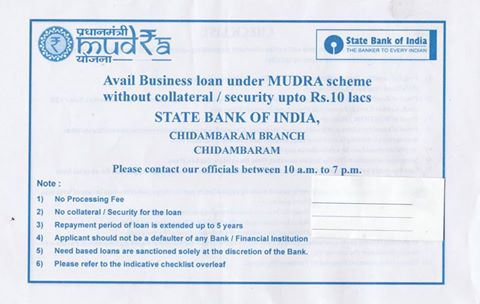 प्रधानमंत्री
mudra
योजना
State Bank of India
THE BANKER TO EVERY INDIAN
Avail Business loan under MUDRA scheme
without collateral / security upto Rs.10 lacs
STATE BANK OF INDIA,
CHIDAMBARAM BRANCH
CHIDAMBARAM
Please contact our officials between 10 a.m. to 7 p.m.
Note :
1) No Processing Fee
2) No collateral / Security for the loan
3) Repayment period of loan is extended up to 5 years
4) Applicant should not be a defaulter of any Bank / Financial Institution
5) Need based loans are sanctioned solely at the discretion of the Bank.
6) Please refer to the indicative checklist overleaf